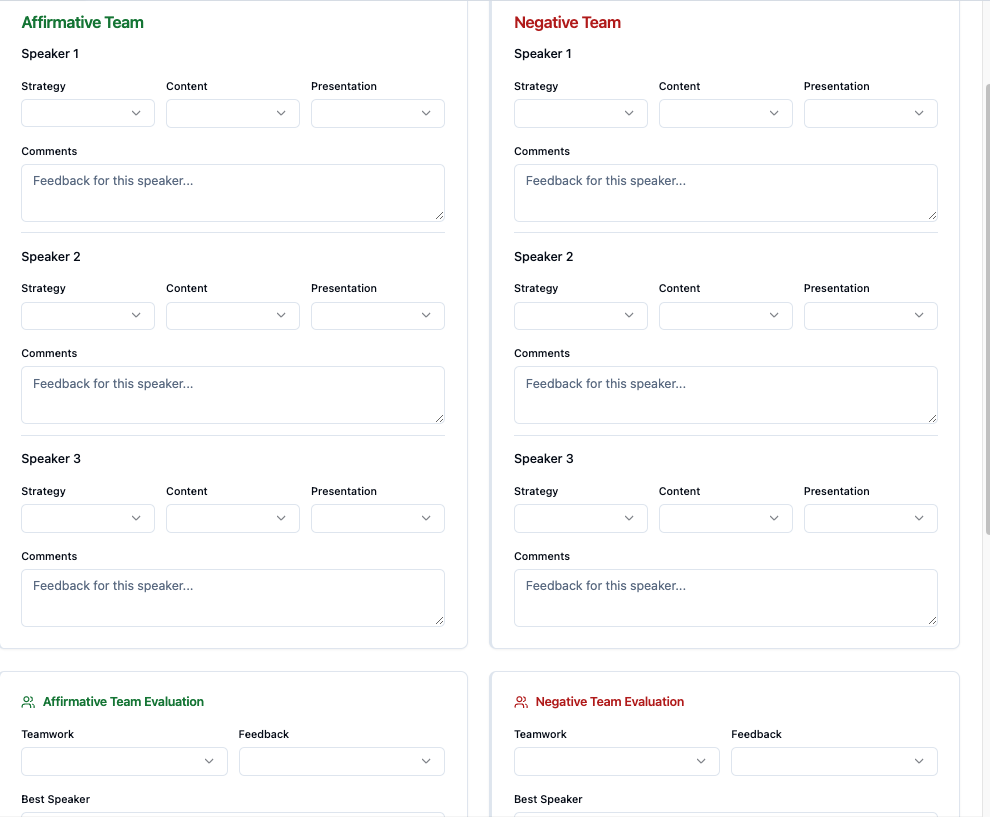 Affirmative Team
Speaker 1
Strategy Content Presentation
Comments
Feedback for this speaker...
Speaker 2
Strategy Content Presentation
Comments
Feedback for this speaker...
Speaker 3
Strategy Content Presentation
Comments
Feedback for this speaker...
Negative Team
Speaker 1
Strategy Content Presentation
Comments
Feedback for this speaker...
Speaker 2
Strategy Content Presentation
Comments
Feedback for this speaker...
Speaker 3
Strategy Content Presentation
Comments
Feedback for this speaker...
Affirmative Team Evaluation
Teamwork Feedback
Best Speaker
Negative Team Evaluation
Teamwork Feedback
Best Speaker